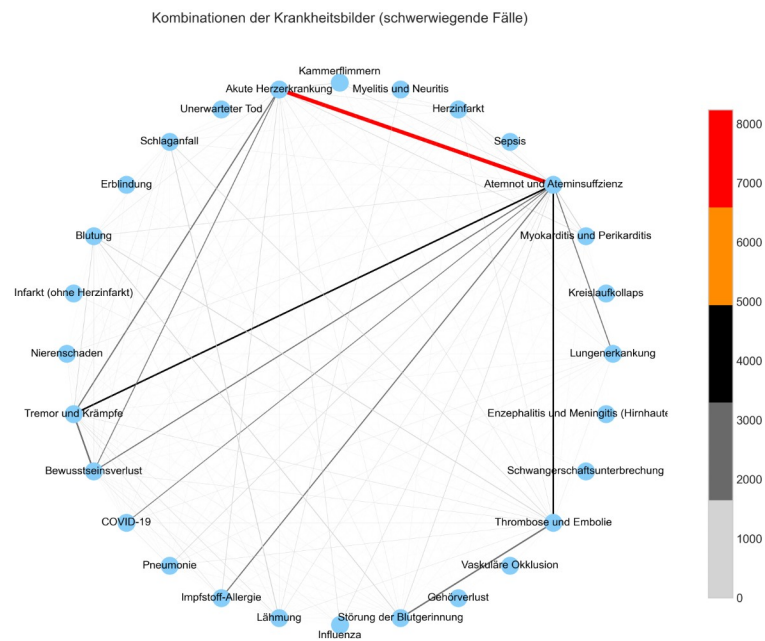 Kombinationen der Krankheitsbilder (schwerwiegende Fälle)
Kammerflimmern
Akute Herzerkrankung
Myelitis und Neuritis
Unerwarteter Tod
Herzinfarkt
Schlaganfall
Sepsis
Erblindung
Atemnot und Ateminsuffzienz
Blutung
Myokarditis und Perikarditis
Infarkt (ohne Herzinfarkt)
Kreislaufkollaps
Nierenschaden
Lungenerkankung
Tremor und Krämpfe
Enzephalitis und Meningitis (Hirnhaute
Bewusstseinsverlust
Schwangerschaftsunterbrechung
COVID-19
Thrombose und Embolie
Pneumonie
Vaskuläre Okklusion
Impfstoff-Allergie
Gehörverlust
Lähmung
Störung der Blutgerinnung
Influenza
8000
7000
6000
5000
4000
3000
2000
1000
0